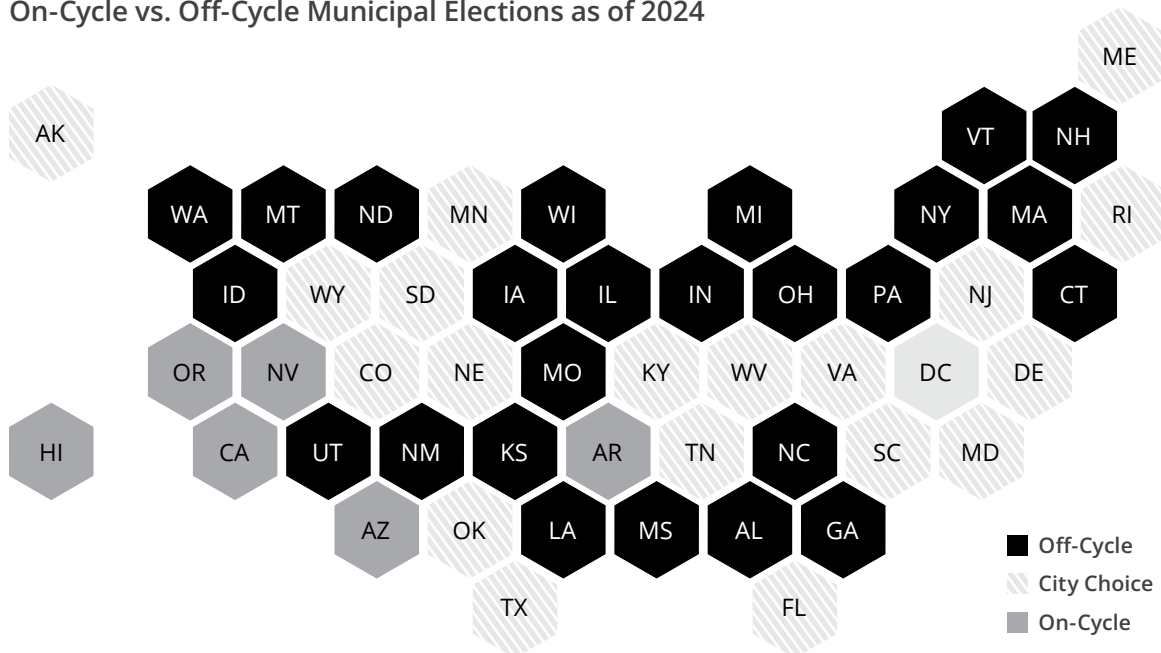 On-Cycle vs. Off-Cycle Municipal Elections as of 2024
ME
AK
VT NH
WA MT ND MN WI MI NY MA RI
ID WY SD IA IL IN OH PA NJ CT
OR NV CO NE MO KY WV VA DC DE
HI CA UT NM KS AR TN NC SC MD
AZ OK LA MS AL GA
TX FL
Off-Cycle
City Choice
On-Cycle